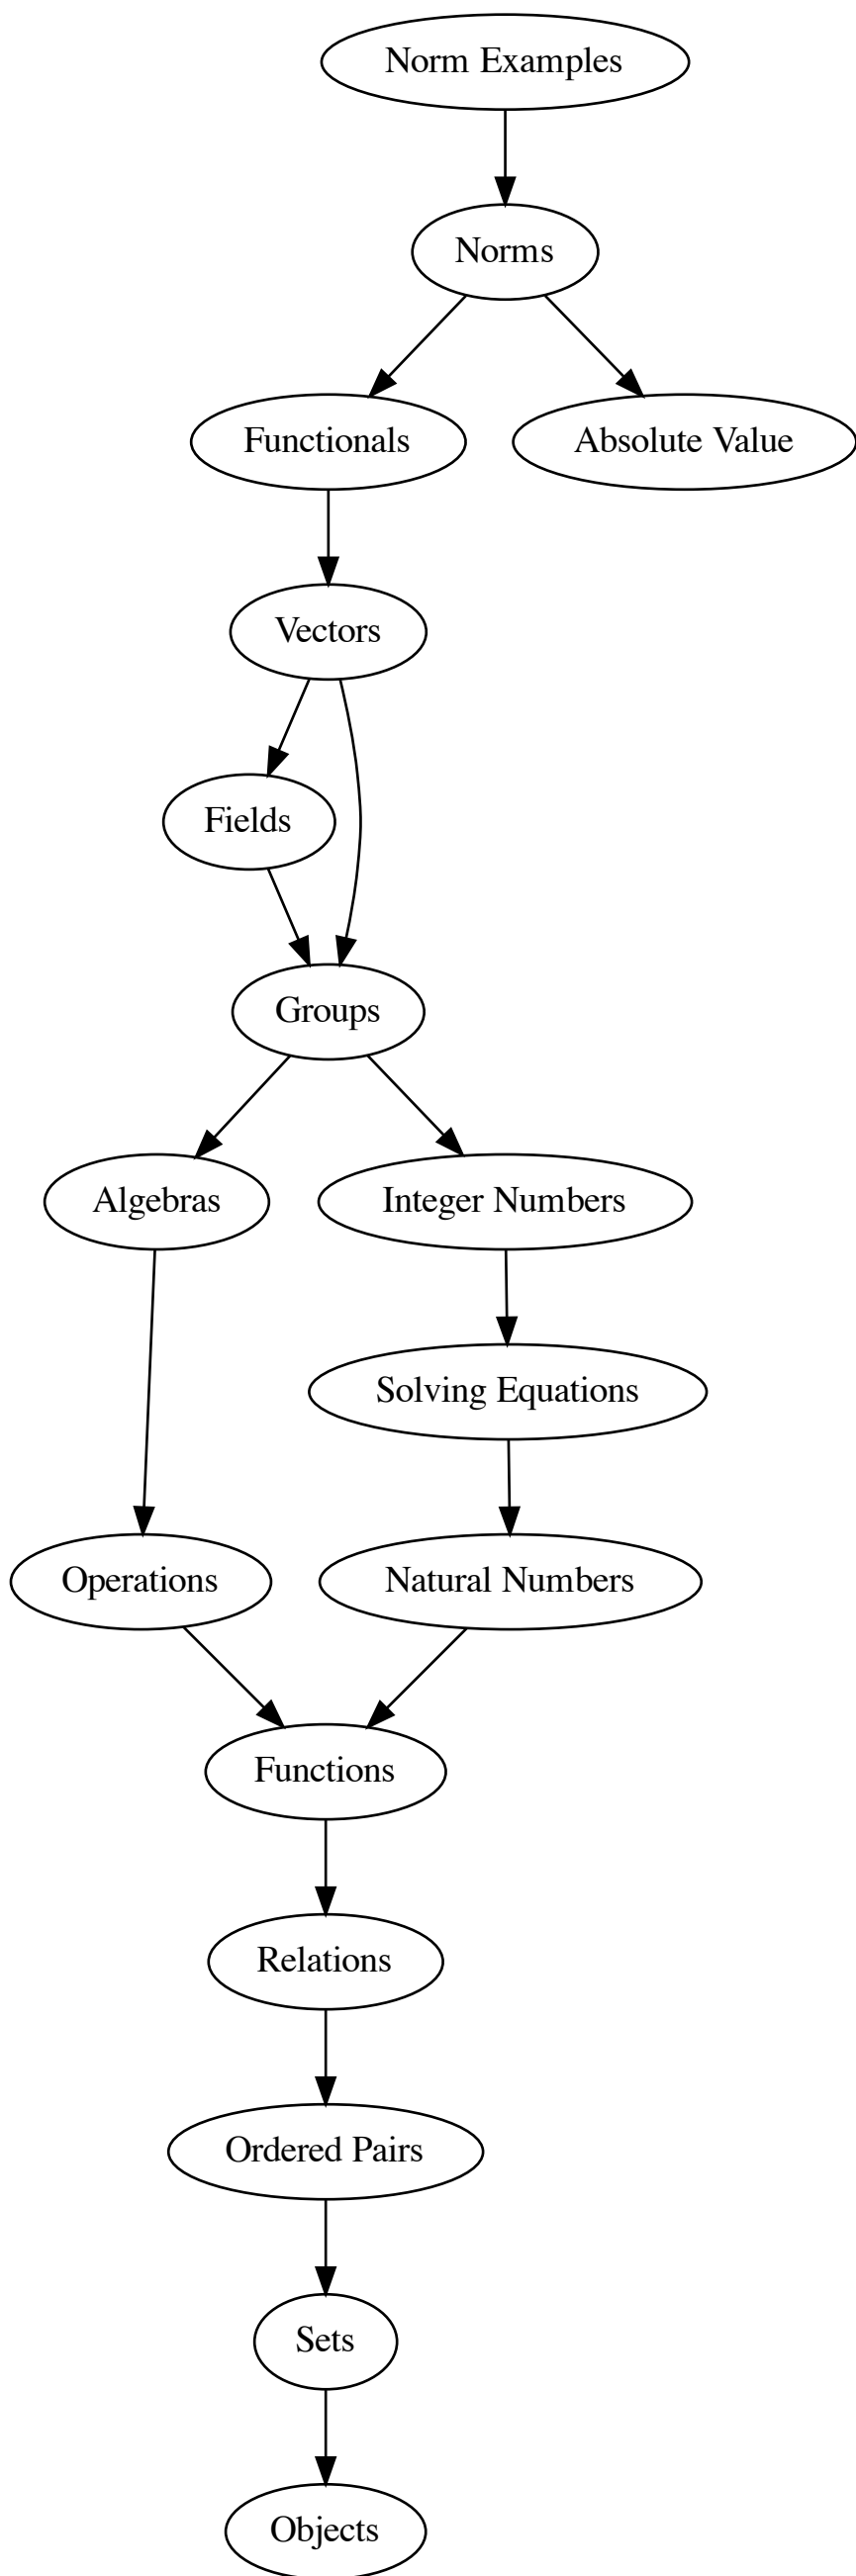 Norm Examples
Norms
Functionals
Absolute Value
Vectors
Fields
Groups
Algebras
Integer Numbers
Solving Equations
Operations
Natural Numbers
Functions
Relations
Ordered Pairs
Sets
Objects